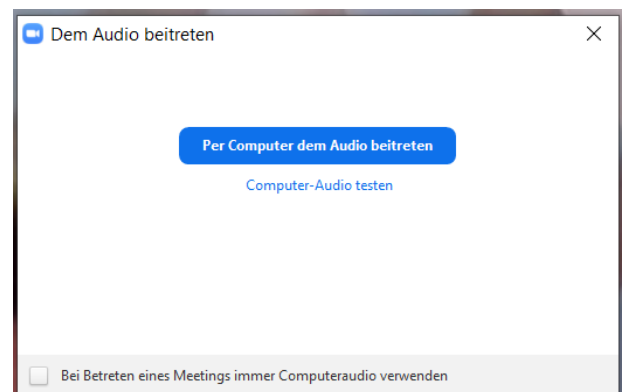 Dem Audio beitreten
Per Computer dem Audio beitreten
Computer-Audio testen
Bei Betreten eines Meetings immer Computeraudio verwenden